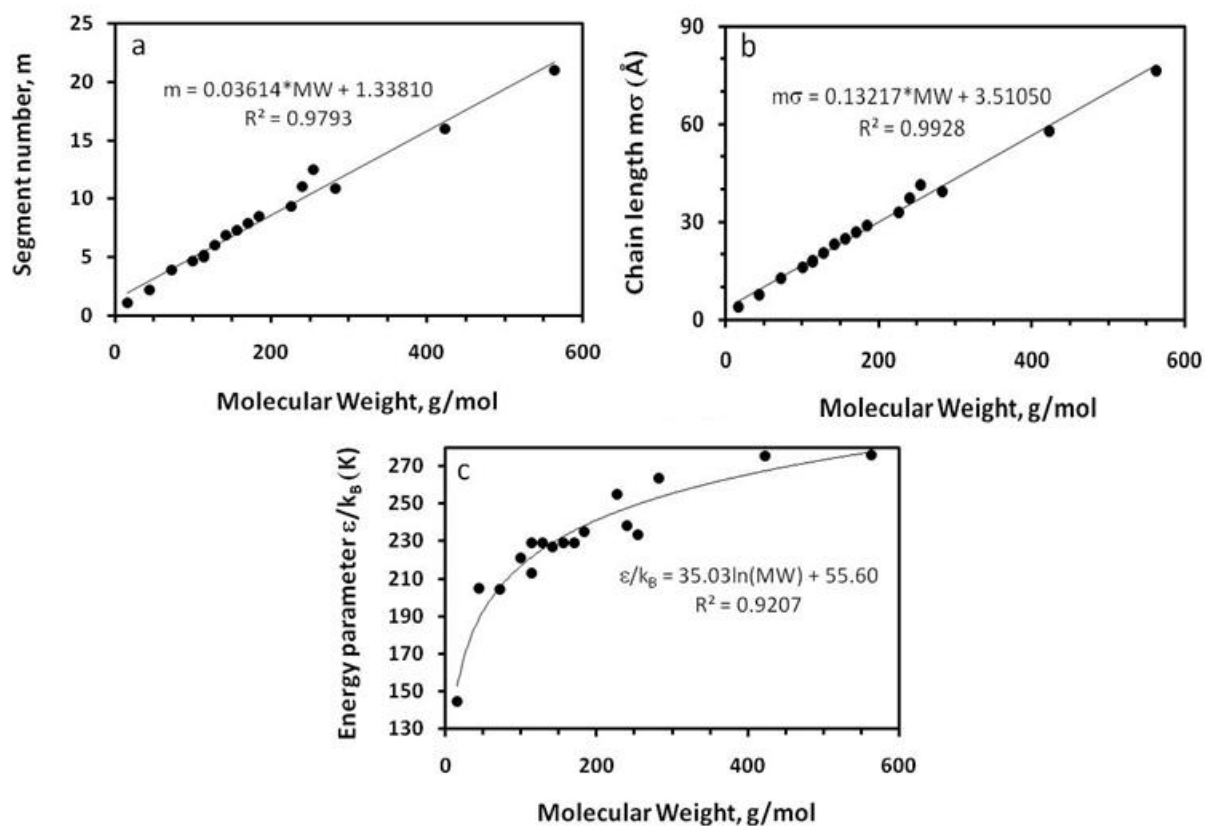 a
m = 0.03614*MW + 1.33810
R² = 0.9793
Segment number, m
25
20
15
10
5
0
0 200 400 600
Molecular Weight, g/mol
b
mσ = 0.13217*MW + 3.51050
R² = 0.9928
Chain length mσ (Å)
90
60
30
0
0 200 400 600
Molecular Weight, g/mol
c
ε/k_B = 35.03ln(MW) + 55.60
R² = 0.9207
Energy parameter ε/k_B (K)
270
250
230
210
190
170
150
130
0 200 400 600
Molecular Weight, g/mol